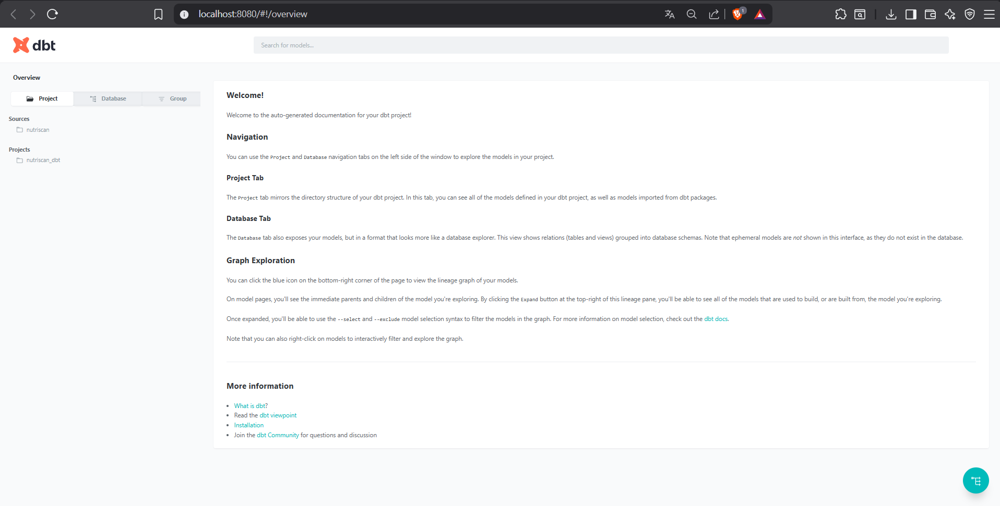 localhost:8080/#!/overview
1
dbt
Search for models...
Overview
Project
Database
Group
Sources
nutriscan
Projects
nutriscan_dbt
Welcome!
Welcome to the auto-generated documentation for your dbt project!
Navigation
You can use the Project and Database navigation tabs on the left side of the window to explore the models in your project.
Project Tab
The Project tab mirrors the directory structure of your dbt project. In this tab, you can see all of the models defined in your dbt project, as well as models imported from dbt packages.
Database Tab
The Database tab also exposes your models, but in a format that looks more like a database explorer. This view shows relations (tables and views) grouped into database schemas. Note that ephemeral models are not shown in this interface, as they do not exist in the database.
Graph Exploration
You can click the blue icon on the bottom-right corner of the page to view the lineage graph of your models.
On model pages, you'll see the immediate parents and children of the model you're exploring. By clicking the Expand button at the top-right of this lineage pane, you'll be able to see all of the models that are used to build, or are built from, the model you're exploring.
Once expanded, you'll be able to use the --select and --exclude model selection syntax to filter the models in the graph. For more information on model selection, check out the dbt docs.
Note that you can also right-click on models to interactively filter and explore the graph.
More information
• What is dbt?
• Read the dbt viewpoint
• Installation
• Join the dbt Community for questions and discussion